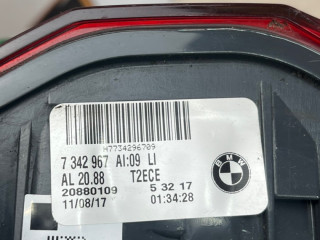 H7734296709
7 342 967 AI:09 LI
AL 20.88 T2ECE
20880109 5 32 17
11/08/17 01:34:28
BMW